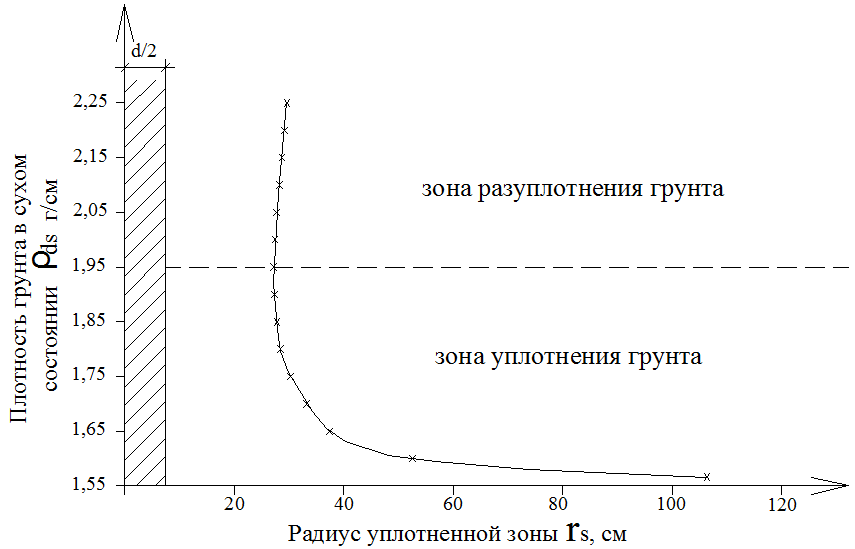 d/2
2,25
2,15
2,05
1,95
1,85
1,75
1,65
1,55
Плотность грунта в сухом
состоянии ρds г/см
зона разуплотнения грунта
зона уплотнения грунта
20
40
60
80
100
120
Радиус уплотненной зоны rs, см